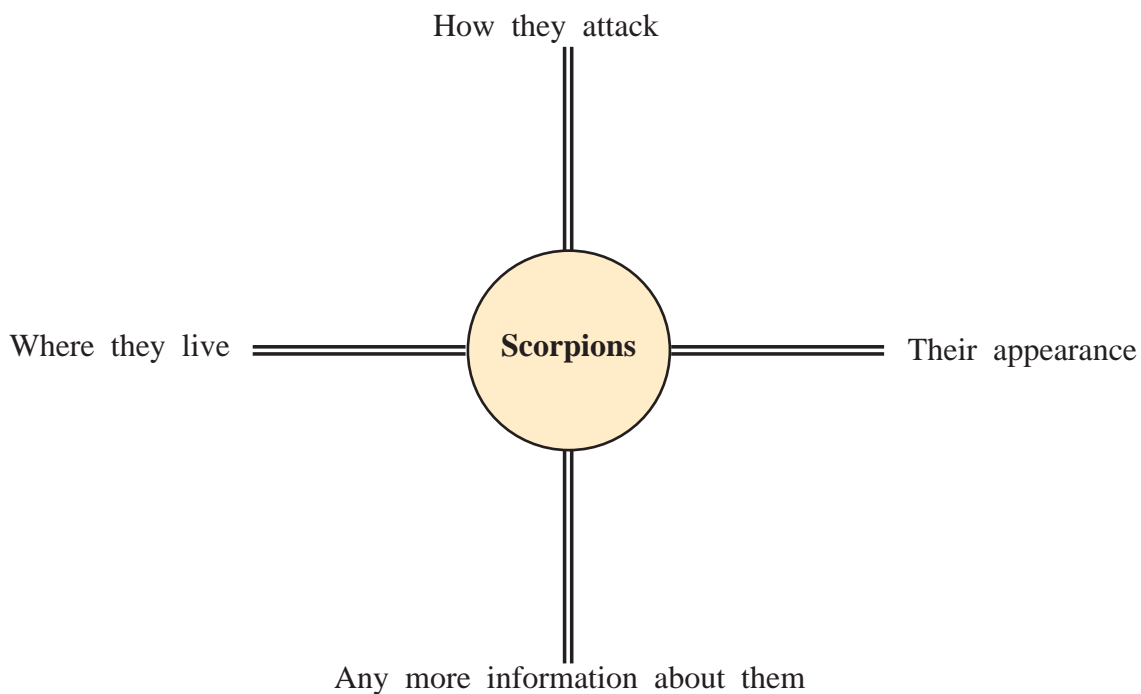 How they attack
Where they live
Scorpions
Their appearance
Any more information about them